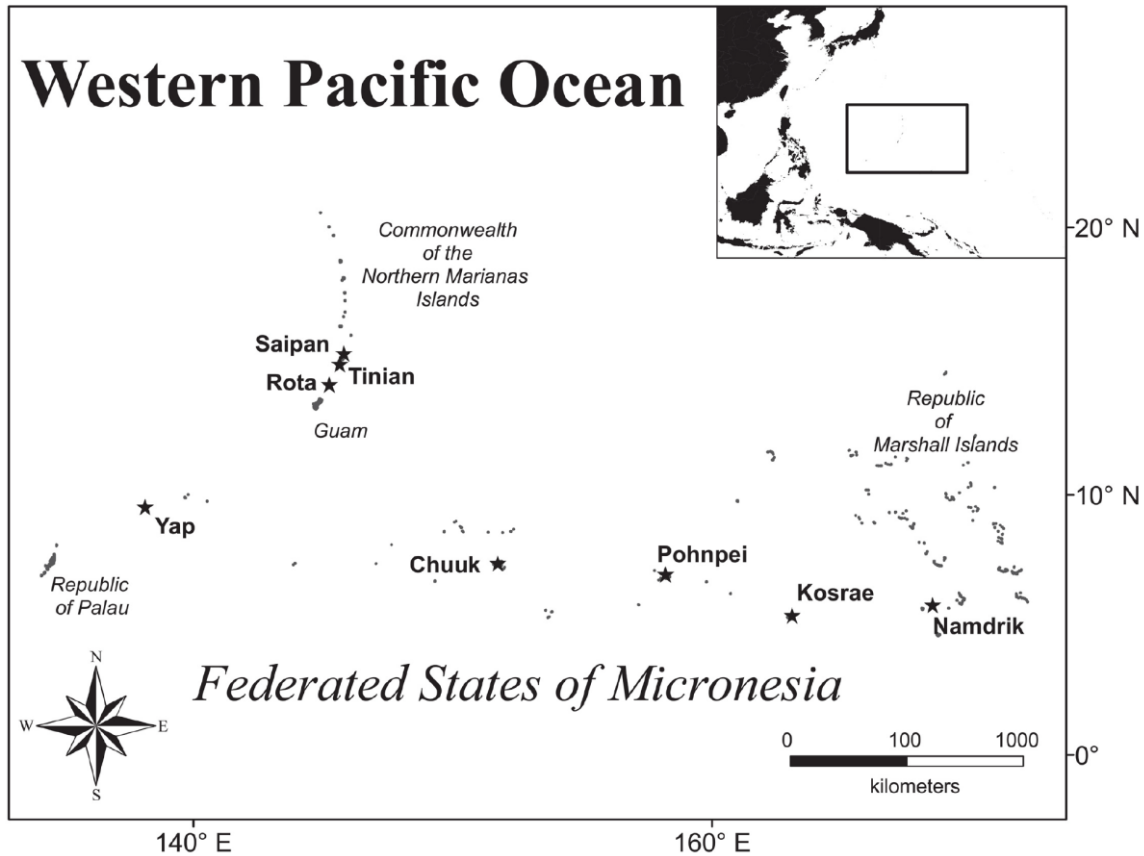 Western Pacific Ocean
Commonwealth
of the
Northern Marianas
Islands
20° N
Saipan
Tinian
Rota
Guam
Republic
of
Marshall Islands
10° N
Yap
Chuuk
Pohnpei
Republic
of Palau
Kosrae
Namdrik
Federated States of Micronesia
N
W
E
S
0
100
1000
kilometers
0°
140° E
160° E